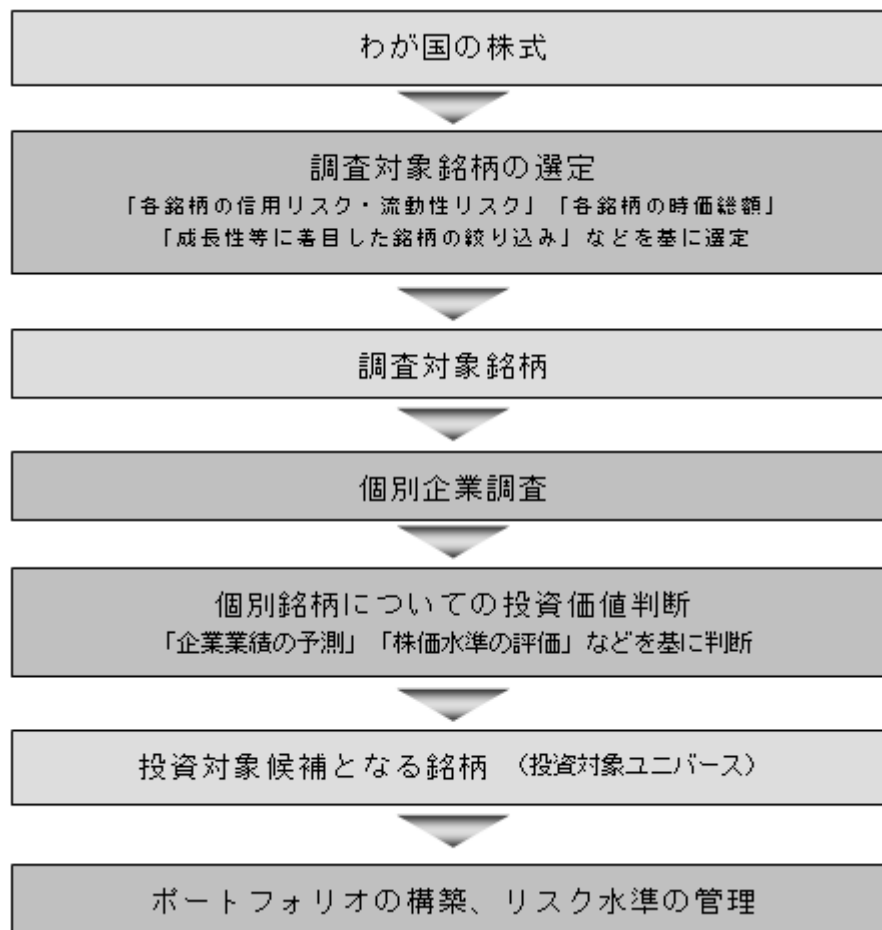 わが国の株式
調査対象銘柄の選定
「各銘柄の信用リスク・流動性リスク」「各銘柄の時価総額」
「成長性等に着目した銘柄の絞り込み」などを基に選定
調査対象銘柄
個別企業調査
個別銘柄についての投資価値判断
「企業業績の予測」「株価水準の評価」などを基に判断
投資対象候補となる銘柄 （投資対象ユニバース）
ポートフォリオの構築、リスク水準の管理